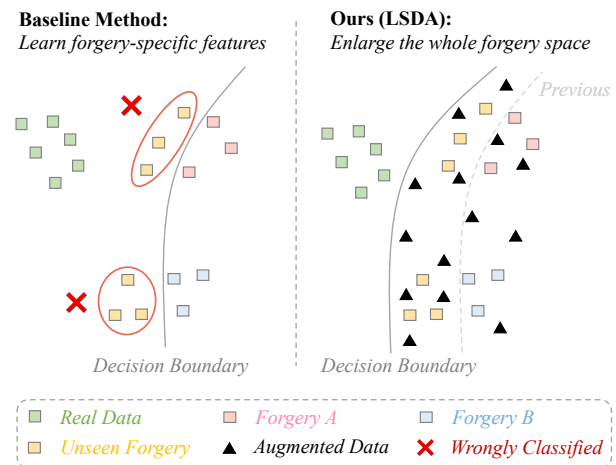 Baseline Method:
Learn forgery-specific features
Ours (LSDA):
Enlarge the whole forgery space
Previous
Decision Boundary
Decision Boundary
Real Data
Forgery A
Forgery B
Unseen Forgery
Augmented Data
Wrongly Classified